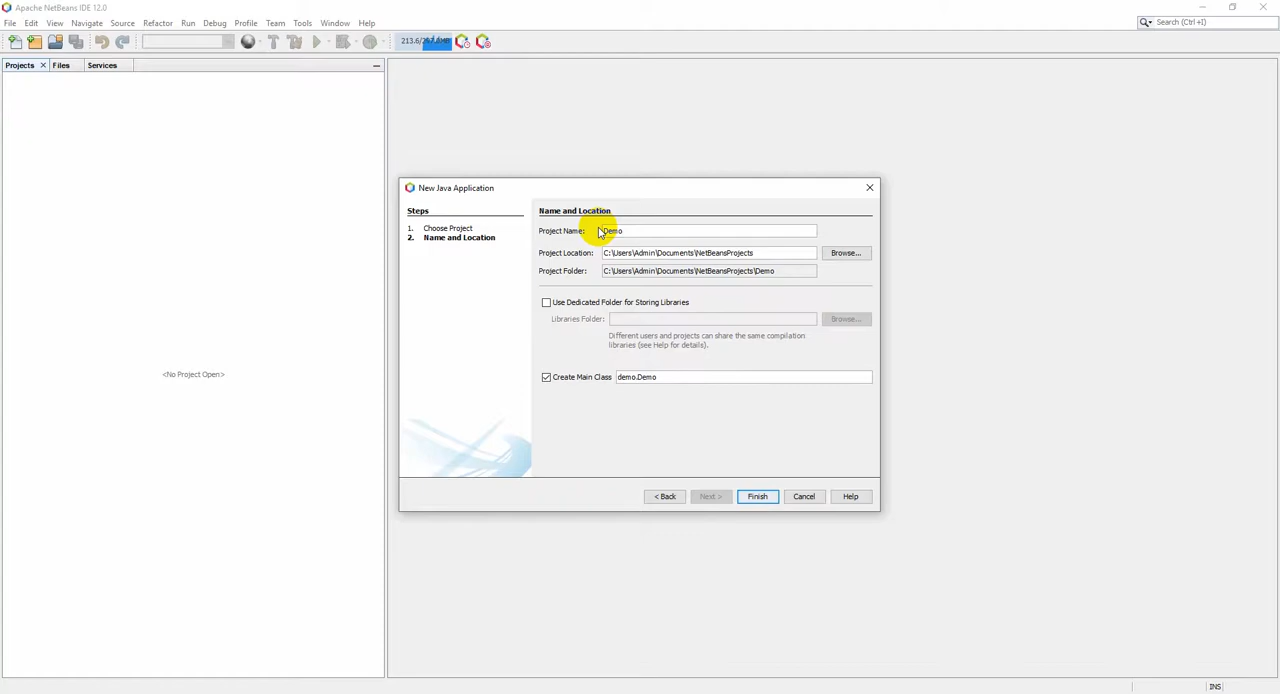 Apache NetBeans IDE 12.0
File Edit View Navigate Source Refactor Run Debug Profile Team Tools Window Help
Search (Ctrl+I)
Projects Files Services
<No Project Open>
New Java Application
Steps
1. Choose Project
2. Name and Location
Name and Location
Project Name: Demo
Project Location: C:\Users\Admin\Documents\NetBeansProjects Browse...
Project Folder: C:\Users\Admin\Documents\NetBeansProjects\Demo
Use Dedicated Folder for Storing Libraries
Libraries Folder: Browse...
Different users and projects can share the same compilation
libraries (see Help for details).
Create Main Class demo.Demo
< Back Next > Finish Cancel Help
INS